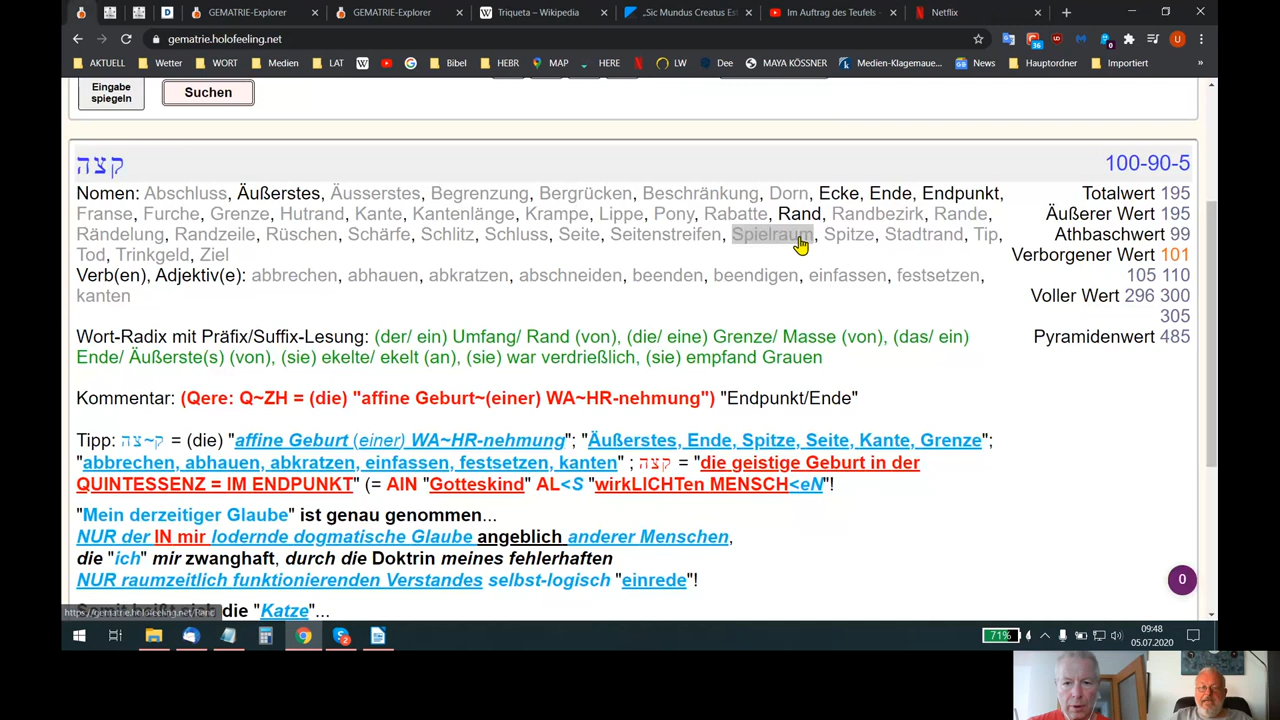 GEMATRIE-Explorer
GEMATRIE-Explorer
Triqueta – Wikipedia
„Sic Mundus Creatus Es
Im Auftrag des Teufels –
Netflix
gematrie.holofeeling.net
36
0
U
AKTUELL
Wetter
WORT
Medien
LAT
Bibel
HEBR
MAP
HERE
LW
Dee
MAYA KÖSSNER
Medien-Klagemaue...
News
Hauptordner
Importiert
Eingabe
spiegeln
Suchen
קצה
100-90-5
Nomen: Abschluss, Äußerstes, Äusserstes, Begrenzung, Bergrücken, Beschränkung, Dorn, Ecke, Ende, Endpunkt,
Franse, Furche, Grenze, Hutrand, Kante, Kantenlänge, Krampe, Lippe, Pony, Rabatte, Rand, Randbezirk, Rande,
Rändelung, Randzeile, Rüschen, Schärfe, Schlitz, Schluss, Seite, Seitenstreifen, Spielraum, Spitze, Stadtrand, Tip,
Tod, Trinkgeld, Ziel
Verb(en), Adjektiv(e): abbrechen, abhauen, abkratzen, abschneiden, beenden, beendigen, einfassen, festsetzen,
kanten
Totalwert 195
Äußerer Wert 195
Athbaschwert 99
Verborgener Wert 101
105 110
Voller Wert 296 300
305
Pyramidenwert 485
Wort-Radix mit Präfix/Suffix-Lesung: (der/ ein) Umfang/ Rand (von), (die/ eine) Grenze/ Masse (von), (das/ ein)
Ende/ Äußerste(s) (von), (sie) ekelte/ ekelt (an), (sie) war verdrießlich, (sie) empfand Grauen
Kommentar: (Qere: Q~ZH = (die) "affine Geburt~(einer) WA~HR-nehmung") "Endpunkt/Ende"
Tipp: ק~צה = (die) "affine Geburt (einer) WA~HR-nehmung"; "Äußerstes, Ende, Spitze, Seite, Kante, Grenze";
"abbrechen, abhauen, abkratzen, einfassen, festsetzen, kanten" ; קצה = "die geistige Geburt in der
QUINTESSENZ = IM ENDPUNKT" (= AIN "Gotteskind" AL<S "wirkLICHTen MENSCH<eN"!
"Mein derzeitiger Glaube" ist genau genommen...
NUR der IN mir lodernde dogmatische Glaube angeblich anderer Menschen,
die "ich" mir zwanghaft, durch die Doktrin meines fehlerhaften
NUR raumzeitlich funktionierenden Verstandes selbst-logisch "einrede"!
Somit heißt sich die "Katze"...
https://gematrie.holofeeling.net/Rand
0
71%
09:48
05.07.2020